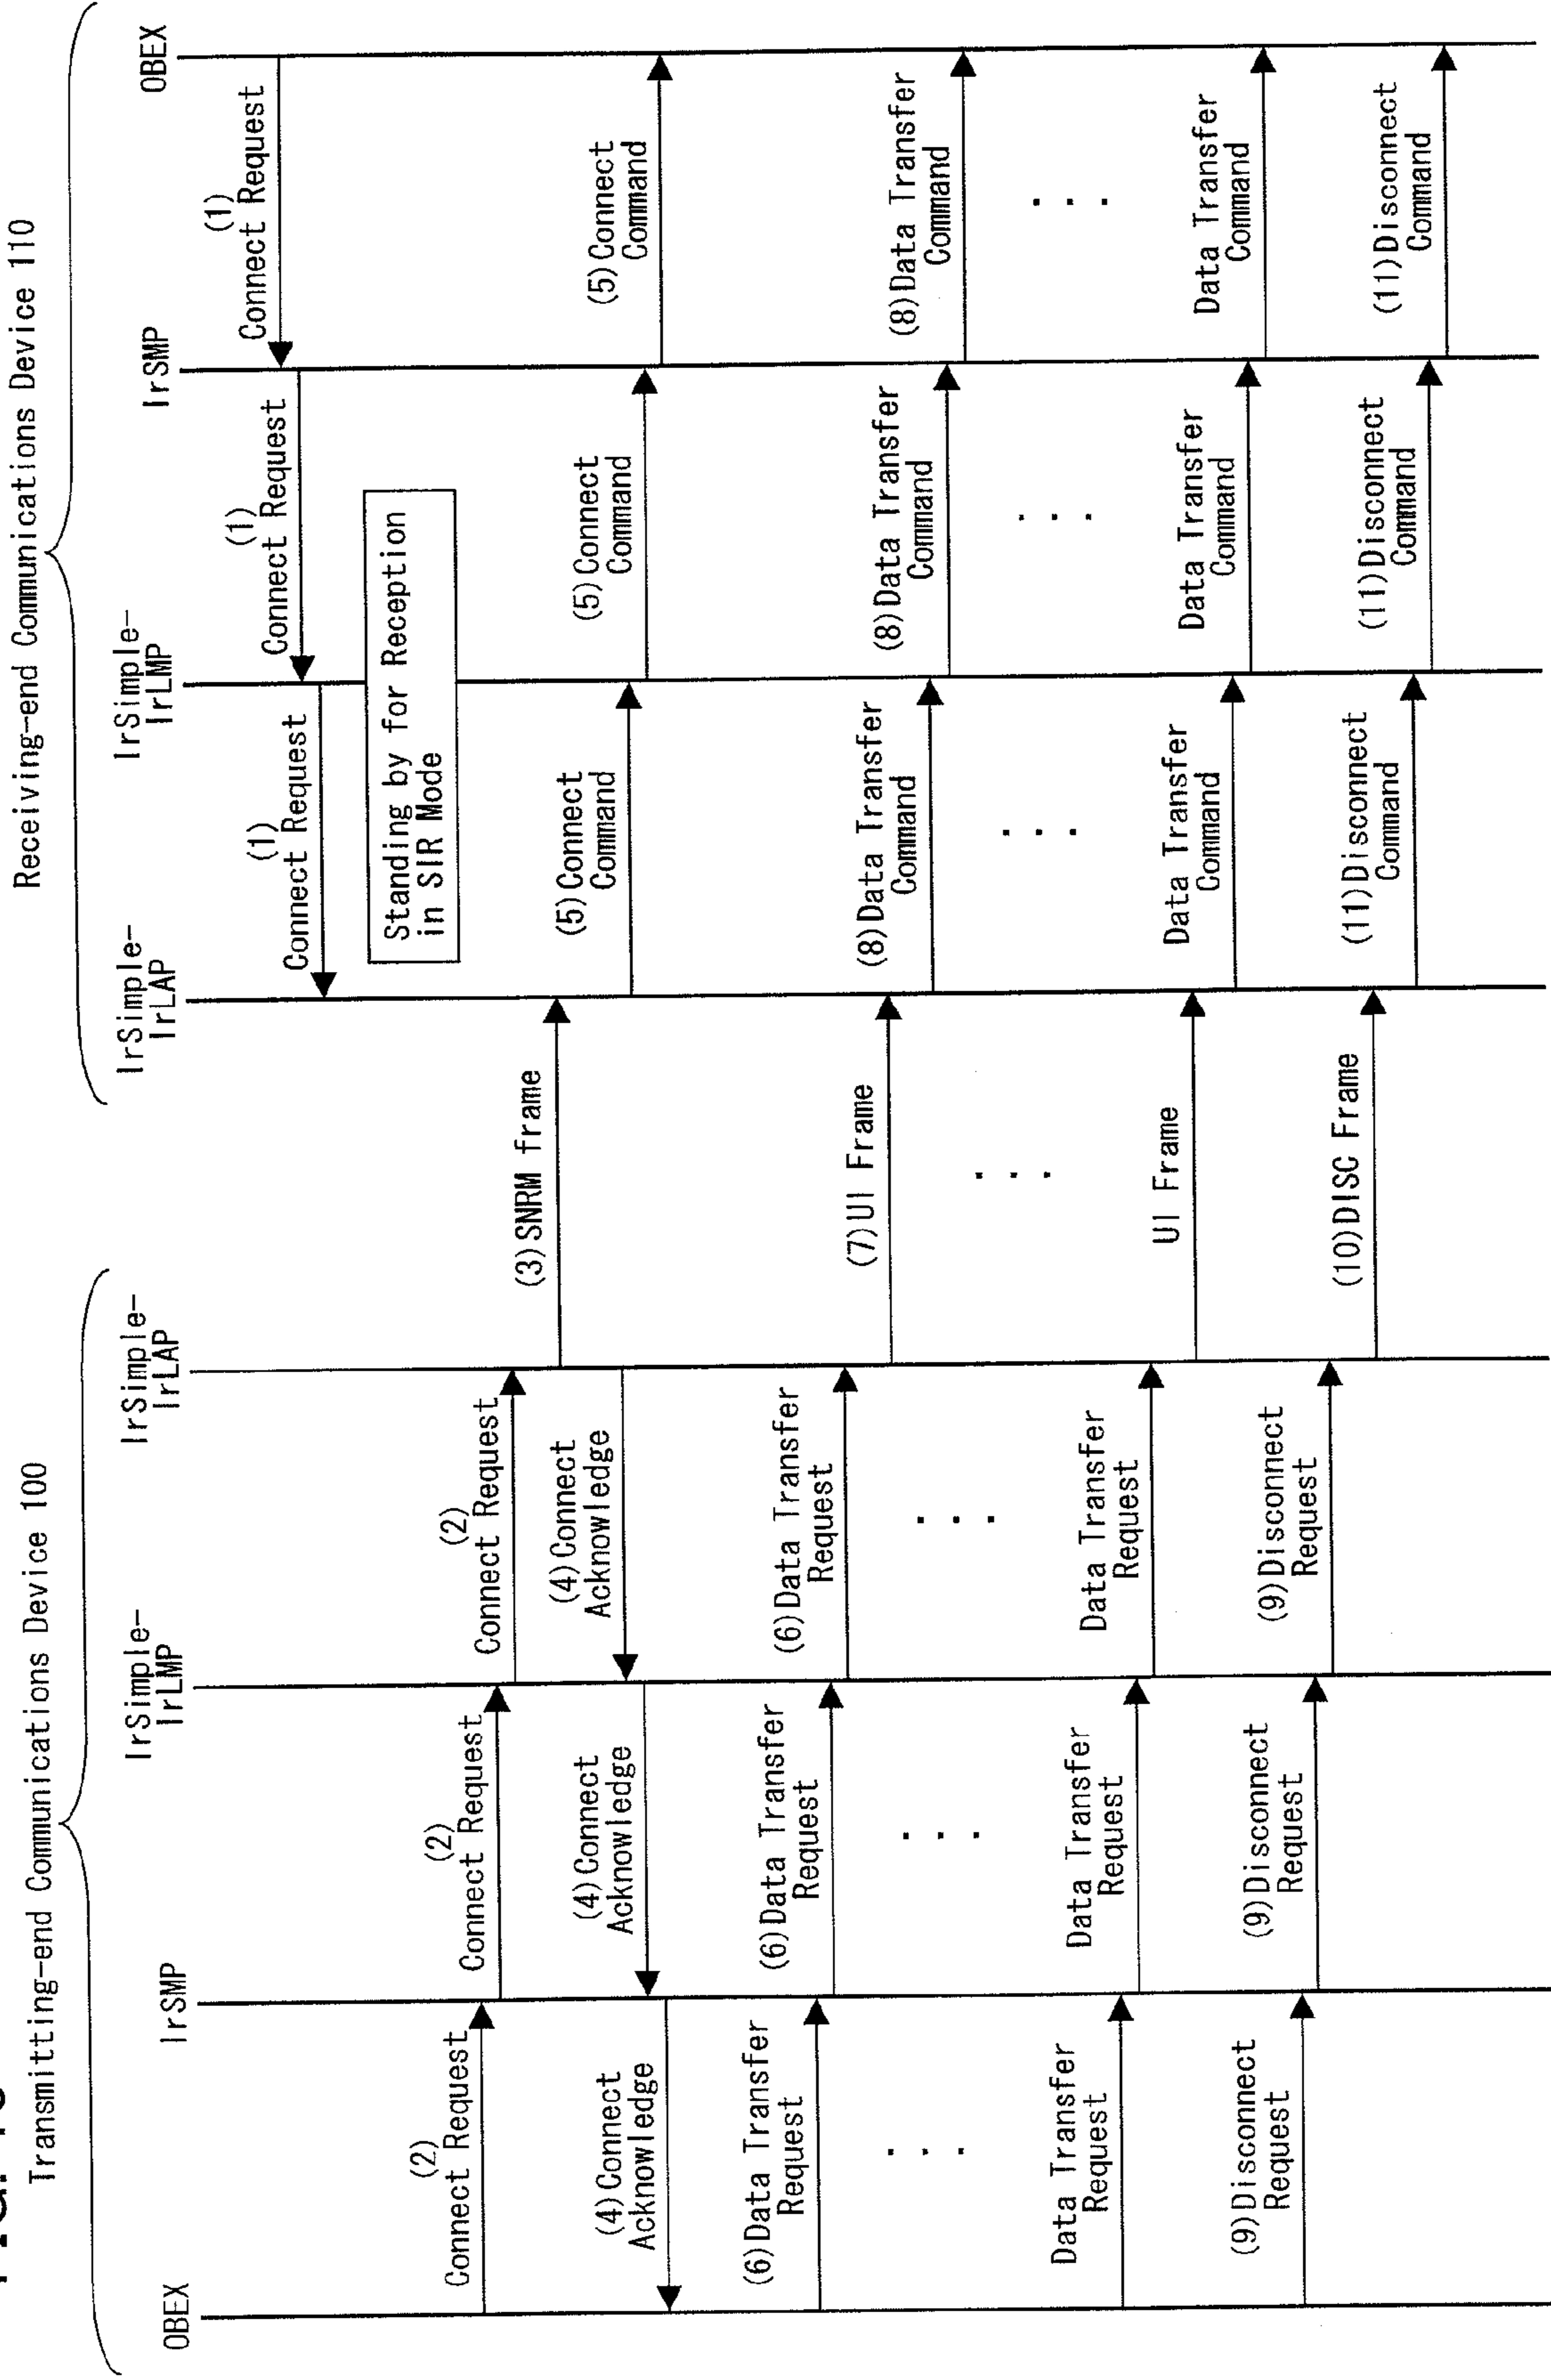 Transmitting-end Communications Device 100
Receiving-end Communications Device 110
OBEX
IrSMP
IrSimple-
IrLMP
IrSimple-
IrLAP
IrSimple-
IrLAP
IrSimple-
IrLMP
IrSMP
OBEX
(1)
Connect Request
(1)
Connect Request
(1)
Connect Request
Standing by for Reception
in SIR Mode
(2)
Connect Request
(2)
Connect Request
(2)
Connect Request
(3)SNRM frame
(4)Connect
Acknowledge
(4)Connect
Acknowledge
(4)Connect
Acknowledge
(5)Connect
Command
(5)Connect
Command
(5)Connect
Command
(6)Data Transfer
Request
(6)Data Transfer
Request
(6)Data Transfer
Request
(7)UI Frame
(8)Data Transfer
Command
(8)Data Transfer
Command
(8)Data Transfer
Command
. . .
. . .
. . .
. . .
. . .
. . .
. . .
Data Transfer
Request
Data Transfer
Request
Data Transfer
Request
UI Frame
Data Transfer
Command
Data Transfer
Command
Data Transfer
Command
(9)Disconnect
Request
(9)Disconnect
Request
(9)Disconnect
Request
(10)DISC Frame
(11)Disconnect
Command
(11)Disconnect
Command
(11)Disconnect
Command